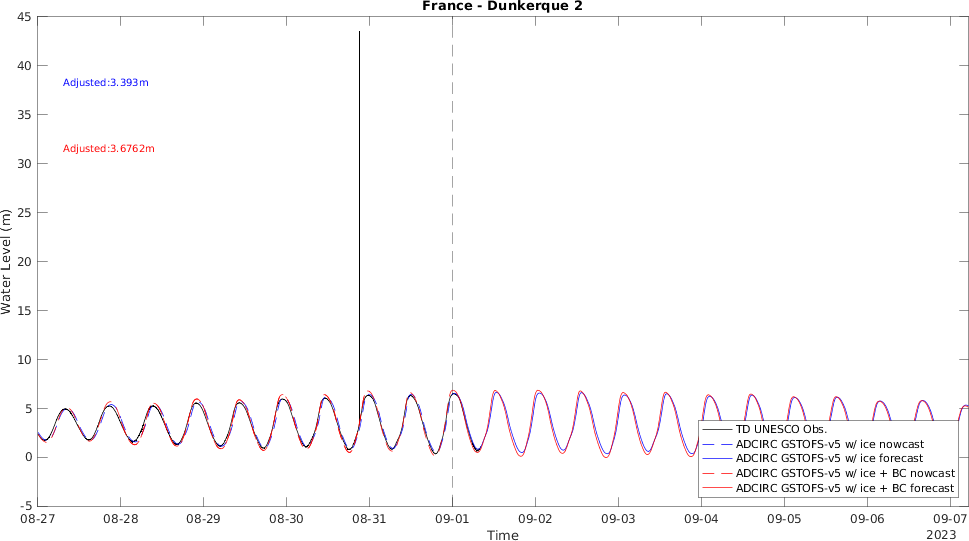 France - Dunkerque 2
45
40
35
30
25
20
15
10
5
0
-5
Water Level (m)
Adjusted:3.393m
Adjusted:3.6762m
TD UNESCO Obs.
ADCIRC GSTOFS-v5 w/ ice nowcast
ADCIRC GSTOFS-v5 w/ ice forecast
ADCIRC GSTOFS-v5 w/ ice + BC nowcast
ADCIRC GSTOFS-v5 w/ ice + BC forecast
08-27 08-28 08-29 08-30 08-31 09-01 09-02 09-03 09-04 09-05 09-06 09-07
Time
2023